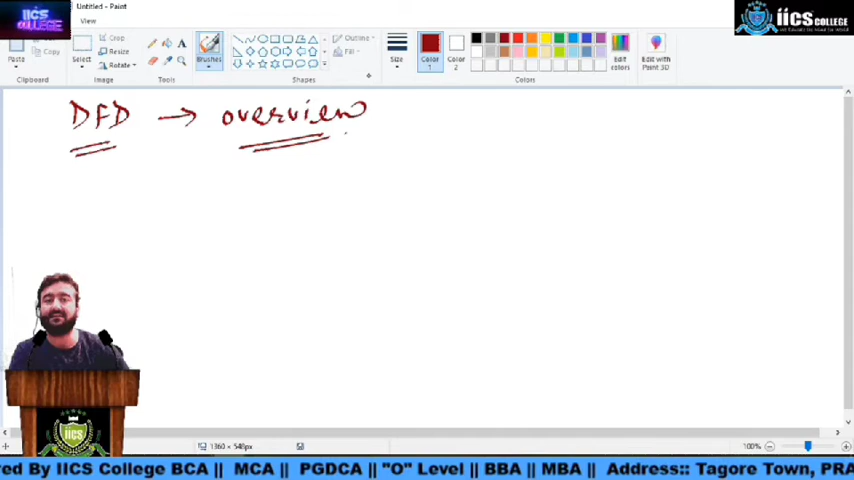 iics
COLLEGE
Untitled - Paint
View
iics COLLEGE
Paste
Copy
Clipboard
Select
Crop
Resize
Rotate
Image
A
Tools
Brushes
Outline
Fill
Shapes
Size
Color
1
Color
2
Colors
Edit
colors
Edit with
Paint 3D
DFD → overview
iics
1360 × 548px
100%
red By IICS College BCA || MCA || PGDCA || "O" Level || BBA || MBA || Address:: Tagore Town, PRA